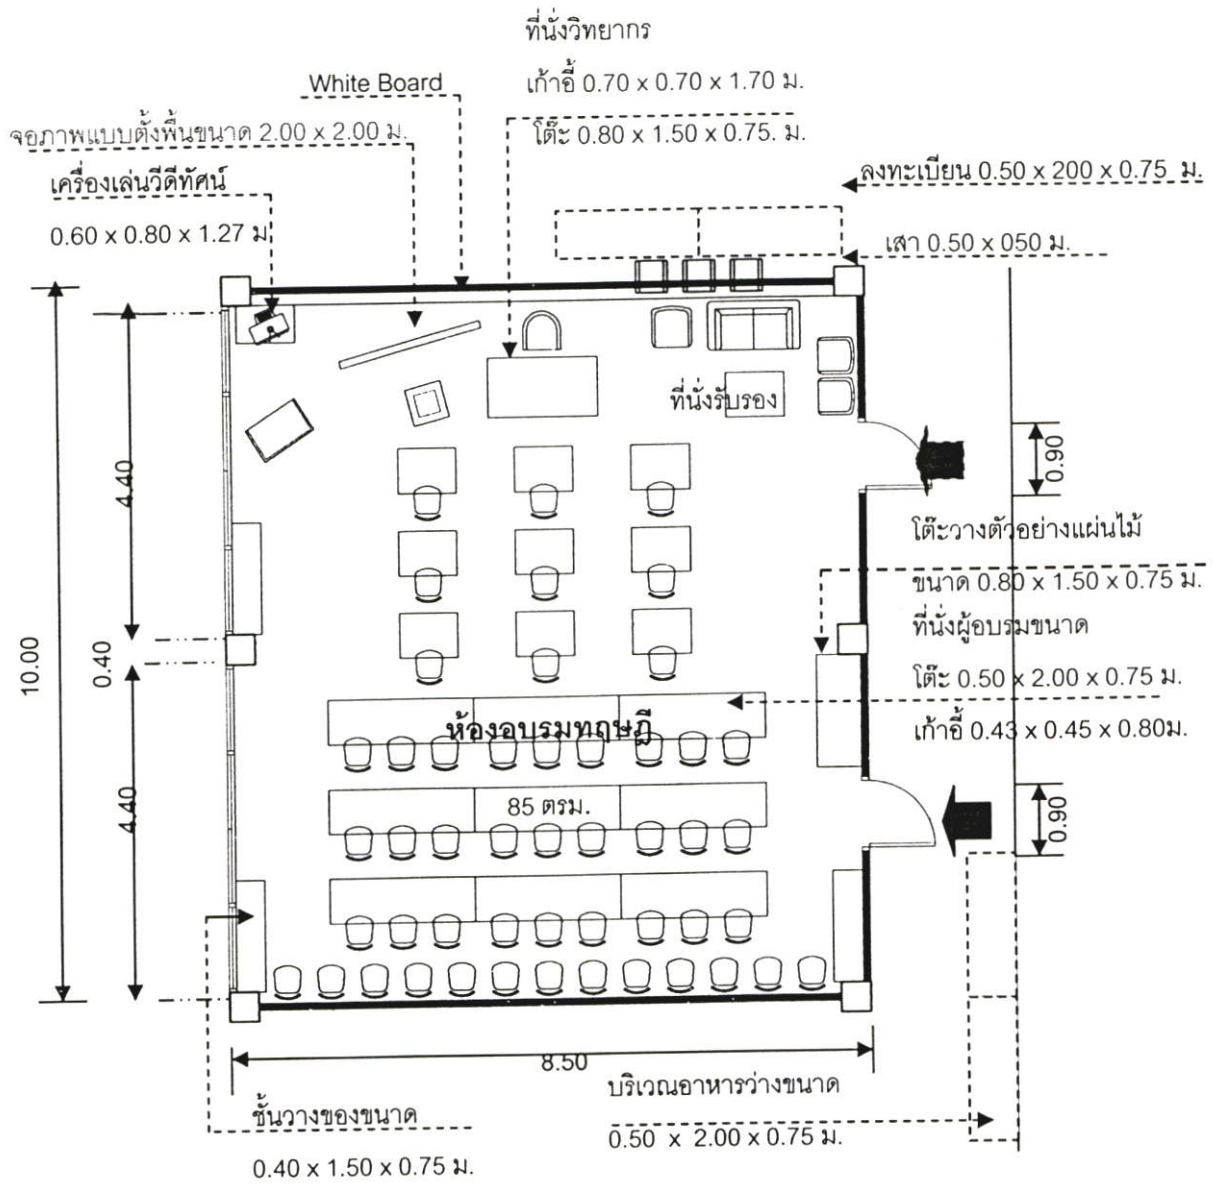 ที่นั่งวิทยากร
เก้าอี้ 0.70 x 0.70 x 1.70 ม.
White Board
โต๊ะ 0.80 x 1.50 x 0.75. ม.
จอภาพแบบตั้งพื้นขนาด 2.00 x 2.00 ม.
เครื่องเล่นวีดีทัศน์
0.60 x 0.80 x 1.27 ม
ลงทะเบียน 0.50 x 200 x 0.75 ม.
เสา 0.50 x 050 ม.
ที่นั่งรับรอง
0.90
4.40
โต๊ะวางตัวอย่างแผ่นไม้
ขนาด 0.80 x 1.50 x 0.75 ม.
ที่นั่งผู้อบรมขนาด
โต๊ะ 0.50 x 2.00 x 0.75 ม.
เก้าอี้ 0.43 x 0.45 x 0.80ม.
10.00
0.40
ห้องอบรมทฤษฎี
85 ตรม.
4.40
0.90
8.50
บริเวณอาหารว่างขนาด
0.50 x 2.00 x 0.75 ม.
ชั้นวางของขนาด
0.40 x 1.50 x 0.75 ม.